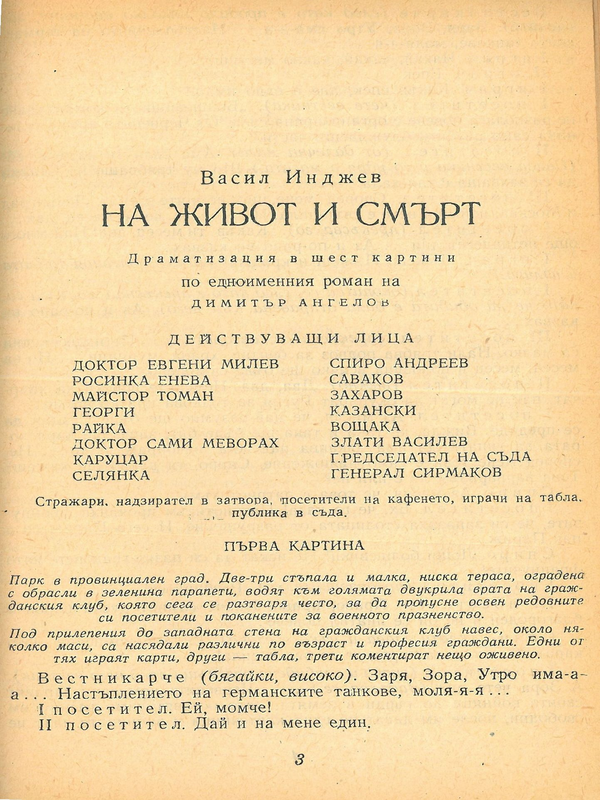 Васил Инджев
НА ЖИВОТ И СМЪРТ
Драматизация в шест картини
по едноименния роман на
ДИМИТЪР АНГЕЛОВ
ДЕЙСТВУВАЩИ ЛИЦА
ДОКТОР ЕВГЕНИ МИЛЕВ
РОСИНКА ЕНЕВА
МАЙСТОР ТОМАН
ГЕОРГИ
РАЙКА
ДОКТОР САМИ МЕВОРАХ
КАРУЦАР
СЕЛЯНКА
СПИРО АНДРЕЕВ
САВАКОВ
ЗАХАРОВ
КАЗАНСКИ
ВОЩАКА
ЗЛАТИ ВАСИЛЕВ
ПРЕДСЕДАТЕЛ НА СЪДА
ГЕНЕРАЛ СИРМАКОВ
Стражари, надзирател в затвора, посетители на кафенето, играчи на табла,
публика в съда.
ПЪРВА КАРТИНА
Парк в провинциален град. Две-три стъпала и малка, ниска тераса, оградена
с обрасли в зеленина парапети, водят към голямата двукрила врата на граж-
данския клуб, която сега се разтваря често, за да пропусне освен редовните
си посетители и поканените за военното празненство.
Под прилепения до западната стена на гражданския клуб навес, около ня-
колко маси, са насядали различни по възраст и професия граждани. Едни от
тях играят карти, други — табла, трети коментират нещо оживено.
Вестникарче (бягайки, високо). Заря, Зора, Утро има-а-
а... Настъплението на германските танкове, моля-я-я...
I посетител. Ей, момче!
II посетител. Дай и на мене един.
3